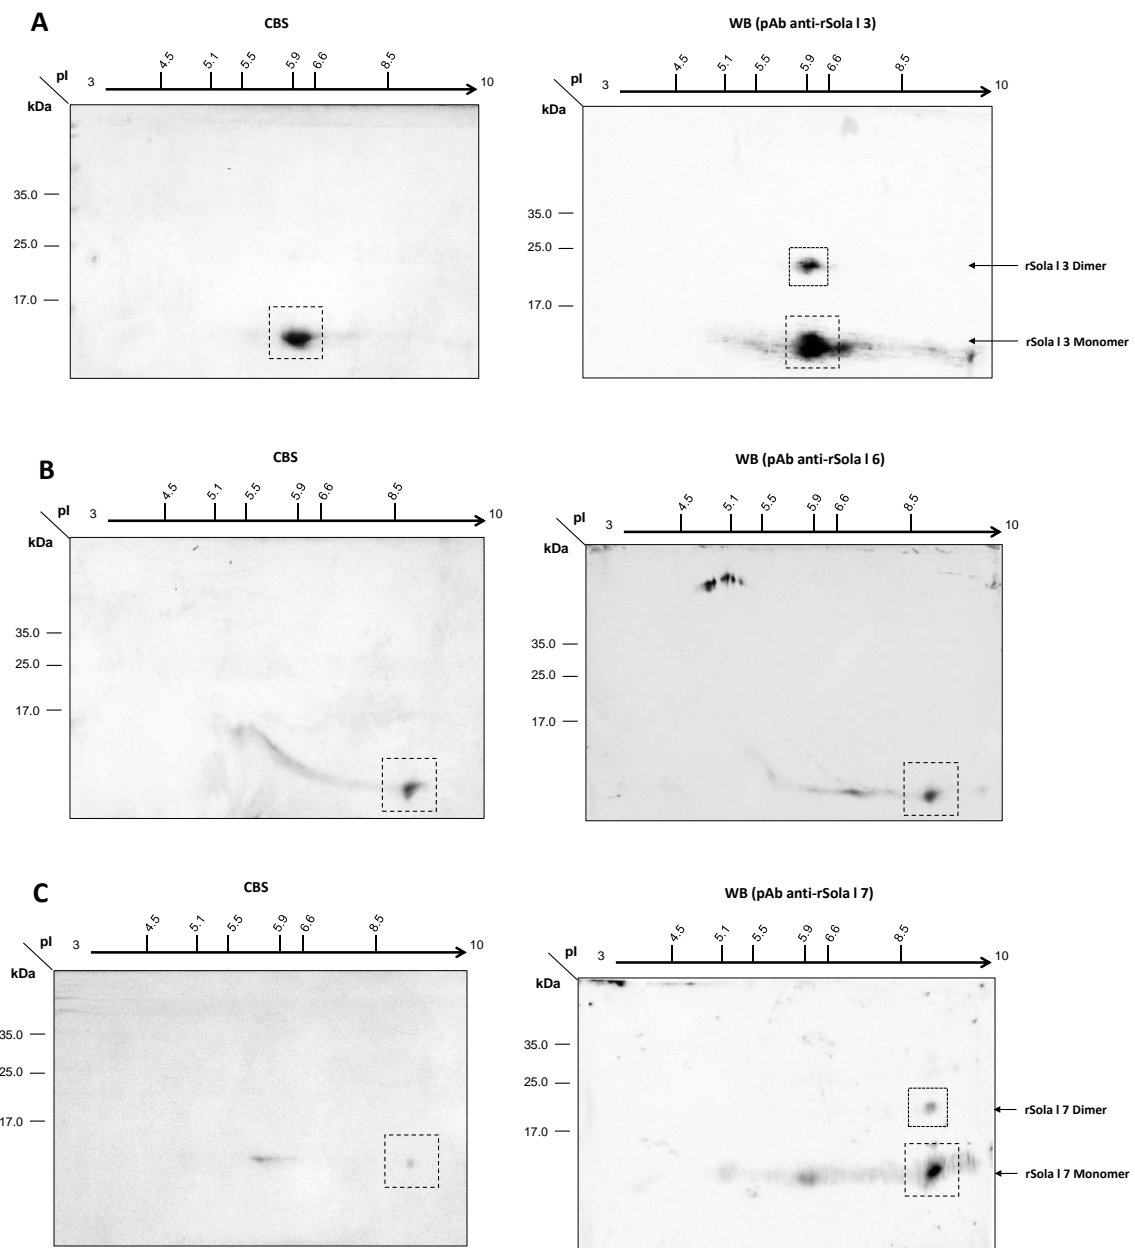 A
CBS
WB (pAb anti-rSola l 3)
pI 3 4.5 5.1 5.5 5.9 6.6 8.5 10
kDa
35.0
25.0
17.0
pI 3 4.5 5.1 5.5 5.9 6.6 8.5 10
kDa
35.0
25.0
17.0
rSola l 3 Dimer
rSola l 3 Monomer
B
CBS
WB (pAb anti-rSola l 6)
pI 3 4.5 5.1 5.5 5.9 6.6 8.5 10
kDa
35.0
25.0
17.0
pI 3 4.5 5.1 5.5 5.9 6.6 8.5 10
kDa
35.0
25.0
17.0
C
CBS
WB (pAb anti-rSola l 7)
pI 3 4.5 5.1 5.5 5.9 6.6 8.5 10
kDa
35.0
25.0
17.0
pI 3 4.5 5.1 5.5 5.9 6.6 8.5 10
kDa
35.0
25.0
17.0
rSola l 7 Dimer
rSola l 7 Monomer